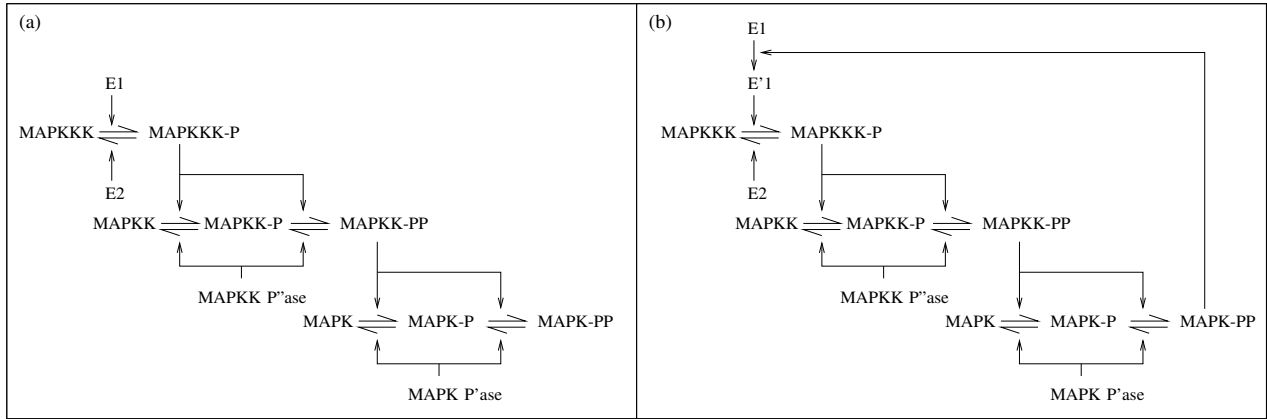 (a)
E1
MAPKKK MAPKKK-P
E2
MAPKK MAPKK-P MAPKK-PP
MAPKK P"ase
MAPK MAPK-P MAPK-PP
MAPK P'ase
(b)
E1
E'1
MAPKKK MAPKKK-P
E2
MAPKK MAPKK-P MAPKK-PP
MAPKK P"ase
MAPK MAPK-P MAPK-PP
MAPK P'ase